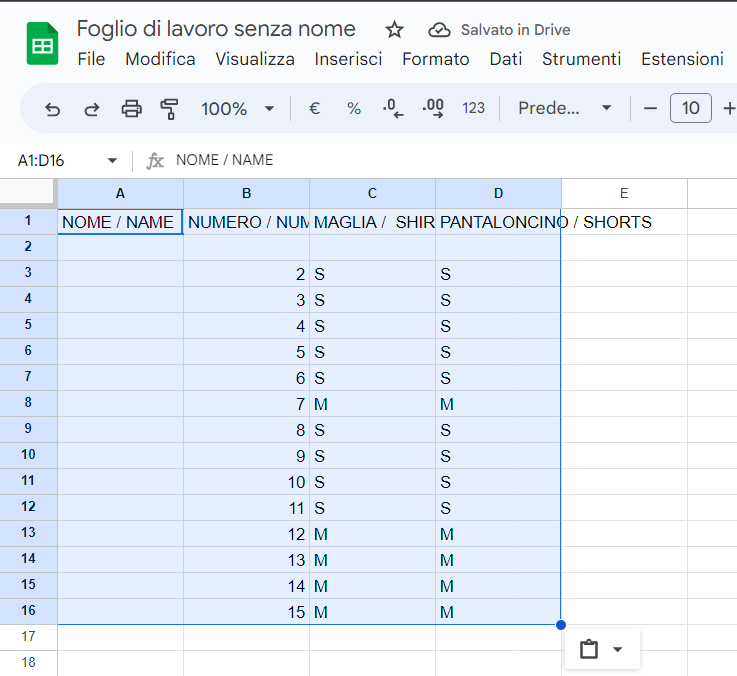 Foglio di lavoro senza nome Salvato in Drive
File Modifica Visualizza Inserisci Formato Dati Strumenti Estensioni
100% € % .0 .00 123 Prede... 10
A1:D16 fx NOME / NAME
A B C D E
1 NOME / NAME NUMERO / NUM MAGLIA / SHIR PANTALONCINO / SHORTS
2
3 2 S S
4 3 S S
5 4 S S
6 5 S S
7 6 S S
8 7 M M
9 8 S S
10 9 S S
11 10 S S
12 11 S S
13 12 M M
14 13 M M
15 14 M M
16 15 M M
17
18